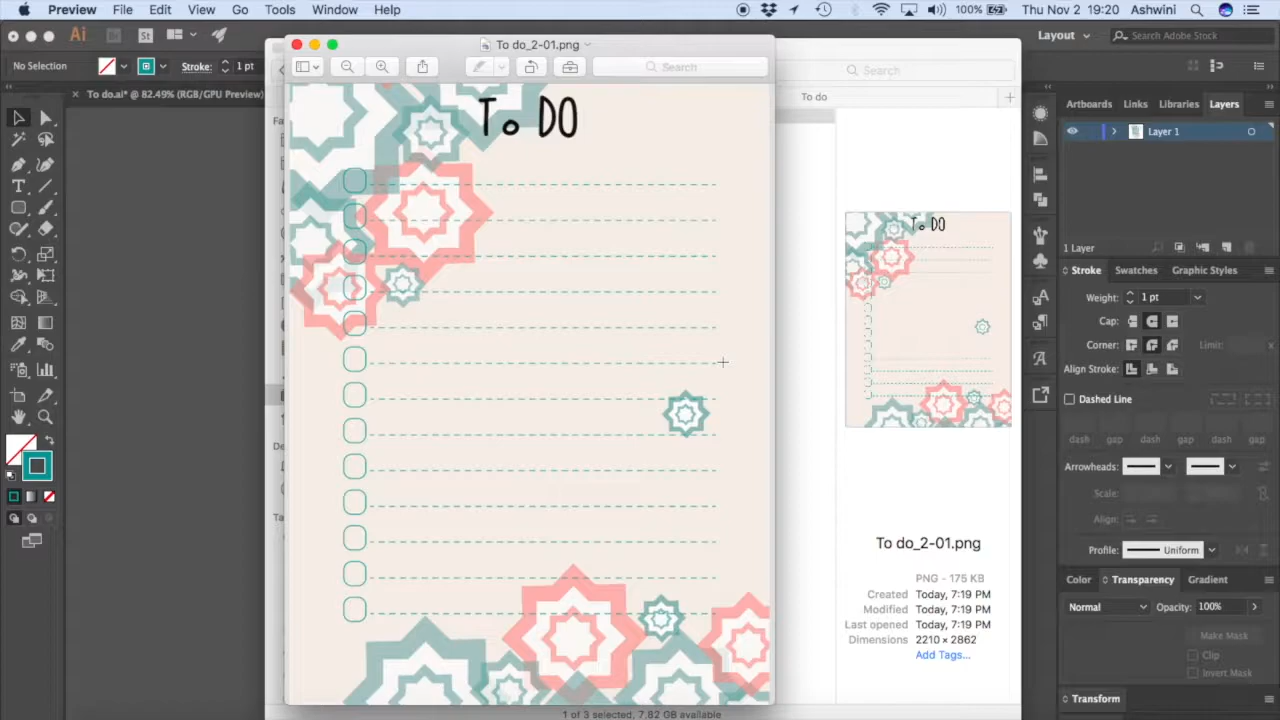 Preview File Edit View Go Tools Window Help 100% Thu Nov 2 19:20 Ashwini
Ai Br St Layout Search Adobe Stock
No Selection Stroke: 1 pt
To do_2-01.png
Search
Search
To do.ai* @ 82.49% (RGB/GPU Preview)
To do
To DO
To DO
To do_2-01.png
PNG - 175 KB
Created Today, 7:19 PM
Modified Today, 7:19 PM
Last opened Today, 7:19 PM
Dimensions 2210 × 2862
Add Tags...
1 of 3 selected, 7.82 GB available
Artboards Links Libraries Layers
Layer 1
1 Layer
Stroke Swatches Graphic Styles
Weight: 1 pt
Cap:
Corner: Limit:
Align Stroke:
Dashed Line
dash gap dash gap dash gap
Arrowheads:
Scale:
Align:
Profile: Uniform
Color Transparency Gradient
Normal Opacity: 100%
Make Mask
Clip
Invert Mask
Transform